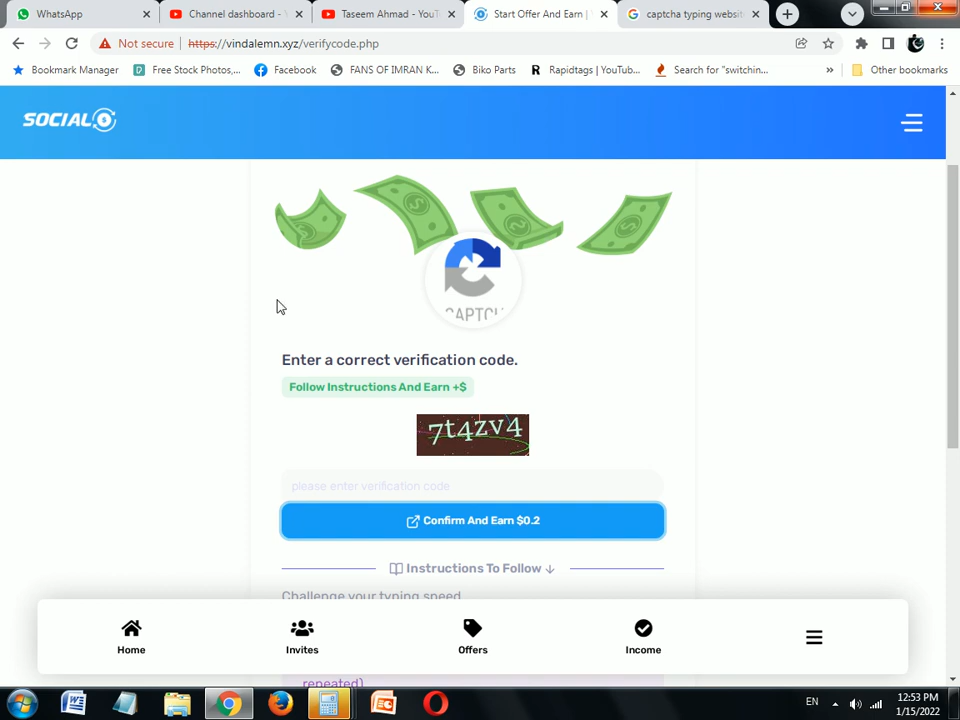 WhatsApp
Channel dashboard - Y
Taseem Ahmad - YouT
Start Offer And Earn |
captcha typing websit
Not secure
https://vindalemn.xyz/verifycode.php
Bookmark Manager
Free Stock Photos,...
Facebook
FANS OF IMRAN K...
Biko Parts
Rapidtags | YouTub...
Search for "switchin...
»
Other bookmarks
SOCIAL
CAPTCH
Enter a correct verification code.
Follow Instructions And Earn +$
7t4zv4
please enter verification code
Confirm And Earn $0.2
Instructions To Follow ↓
Challenge your typing speed
Home
Invites
Offers
Income
repeated)
EN
12:53 PM
1/15/2022